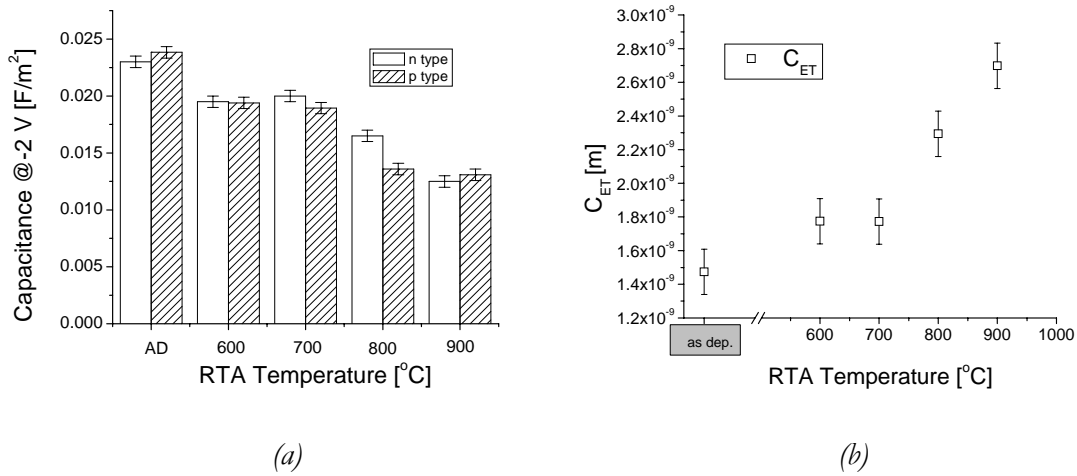 Capacitance @-2 V [F/m²]
0.025
0.020
0.015
0.010
0.005
0.000
n type
p type
AD 600 700 800 900
RTA Temperature [°C]
(a)
C_ET [m]
3.0x10⁻⁹
2.8x10⁻⁹
2.6x10⁻⁹
2.4x10⁻⁹
2.2x10⁻⁹
2.0x10⁻⁹
1.8x10⁻⁹
1.6x10⁻⁹
1.4x10⁻⁹
1.2x10⁻⁹
C_ET
as dep. 600 700 800 900 1000
RTA Temperature [°C]
(b)